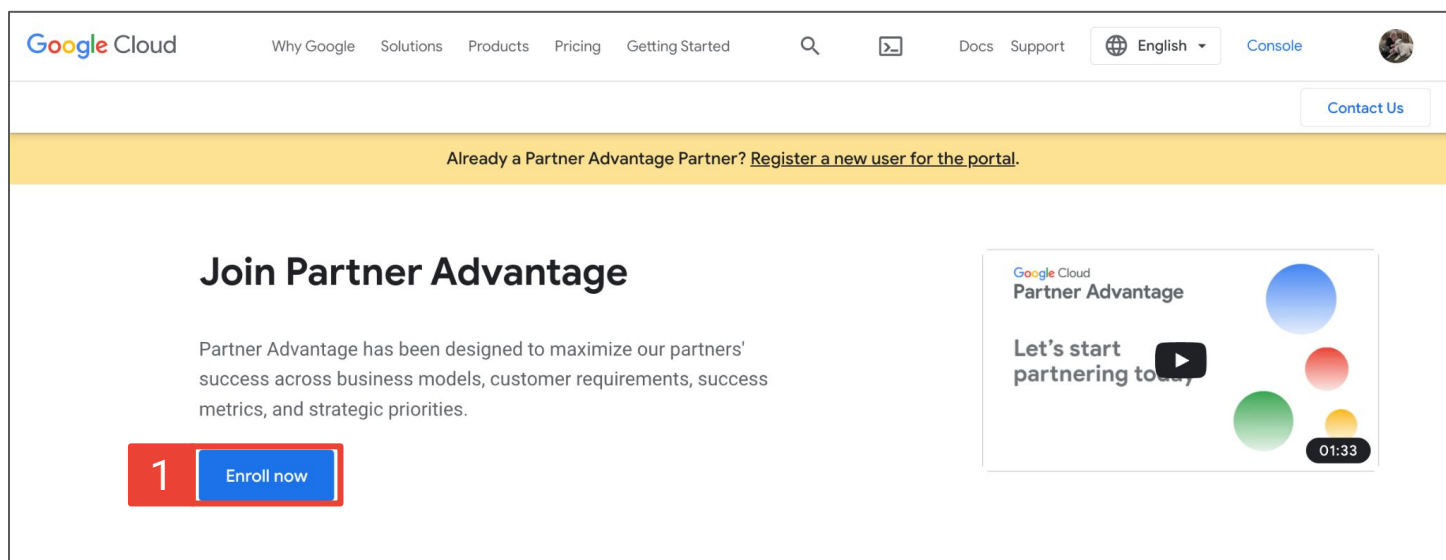 Google Cloud Why Google Solutions Products Pricing Getting Started Docs Support English Console
Contact Us
Already a Partner Advantage Partner? Register a new user for the portal.
Join Partner Advantage
Partner Advantage has been designed to maximize our partners'
success across business models, customer requirements, success
metrics, and strategic priorities.
1 Enroll now
Google Cloud
Partner Advantage
Let's start
partnering today
01:33